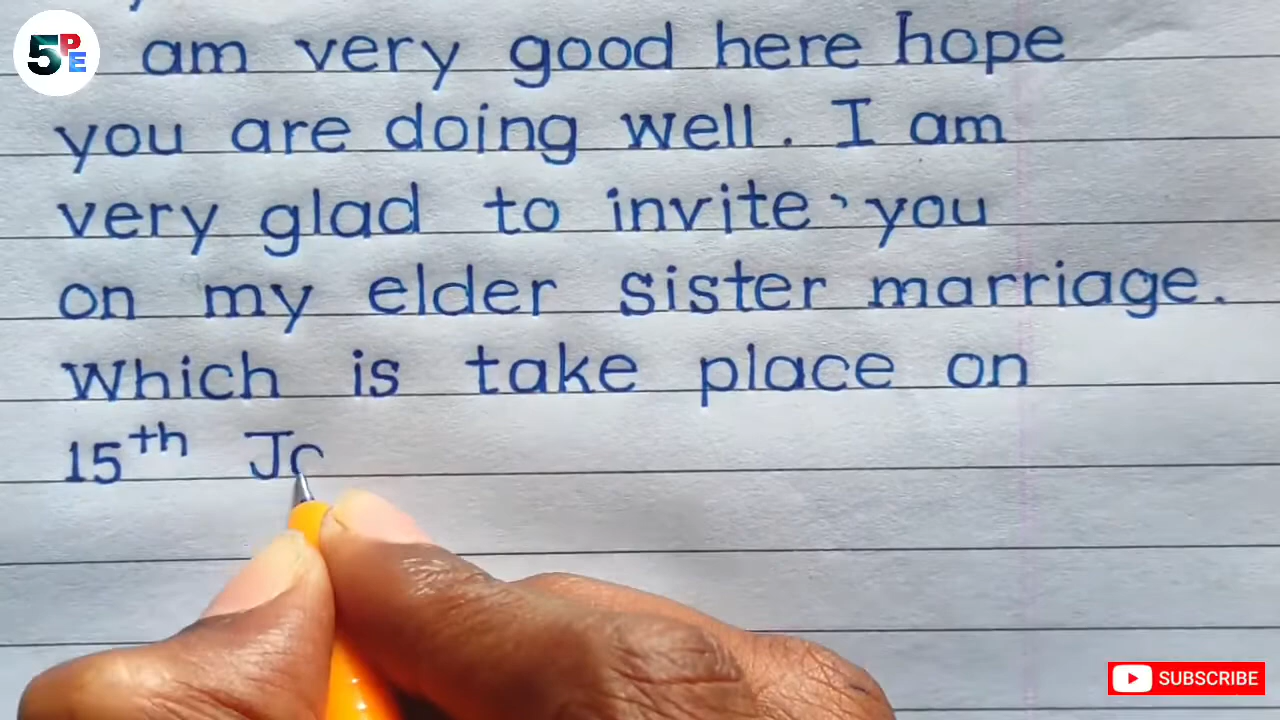 5PE
am very good here hope
you are doing well. I am
very glad to invite you
on my elder sister marriage.
Which is take place on
15th
SUBSCRIBE